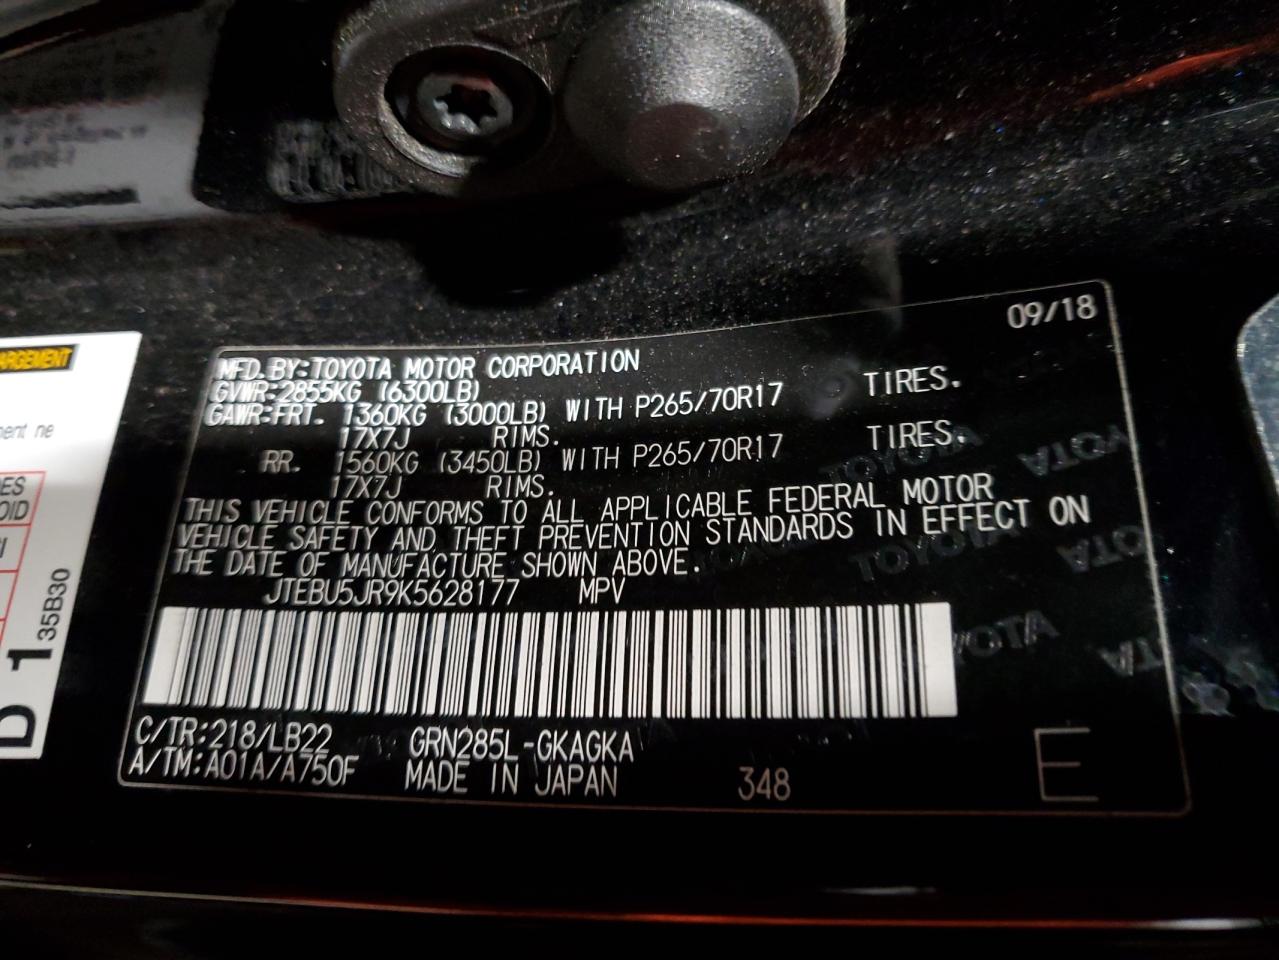 09/18
MFD. BY: TOYOTA MOTOR CORPORATION
GVWR: 2855KG (6300LB)
GAWR: FRT. 1360KG (3000LB) WITH P265/70R17 TIRES.
17X7J RIMS.
RR. 1560KG (3450LB) WITH P265/70R17 TIRES.
17X7J RIMS.
THIS VEHICLE CONFORMS TO ALL APPLICABLE FEDERAL MOTOR
VEHICLE SAFETY AND THEFT PREVENTION STANDARDS IN EFFECT ON
THE DATE OF MANUFACTURE SHOWN ABOVE.
JTEBU5JR9K5628177 MPV
C/TR: 218/LB22 GRN285L-GKAGKA
A/TM: A01A/A750F MADE IN JAPAN 348 E
TOYOTA TOYOTA
D 1 35B30